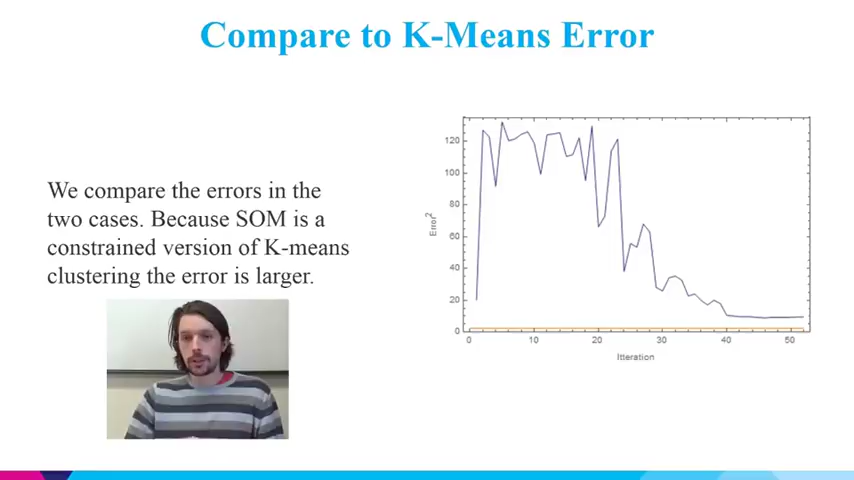 Compare to K-Means Error
We compare the errors in the
two cases. Because SOM is a
constrained version of K-means
clustering the error is larger.
120
100
80
60
40
20
0
Error2
0 10 20 30 40 50
Itteration